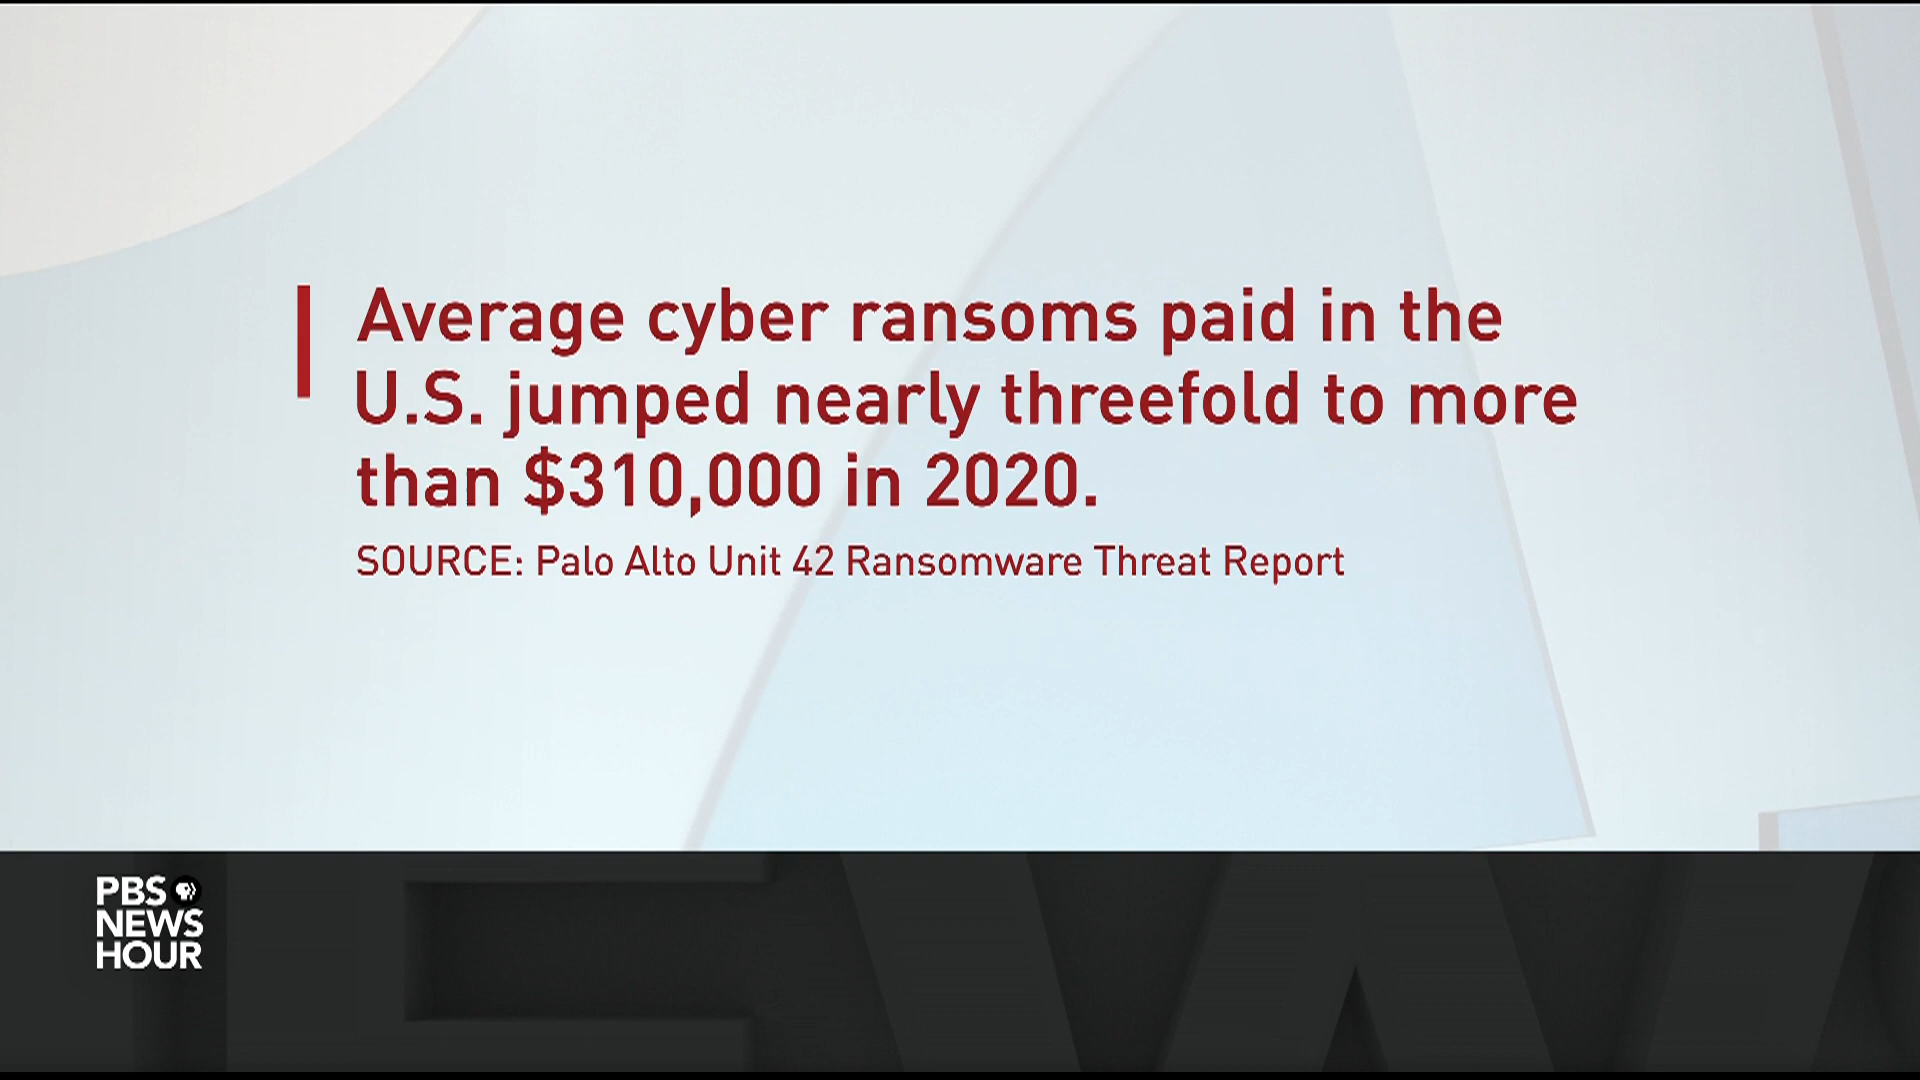 Average cyber ransoms paid in the
U.S. jumped nearly threefold to more
than $310,000 in 2020.
SOURCE: Palo Alto Unit 42 Ransomware Threat Report
PBS
NEWS
HOUR